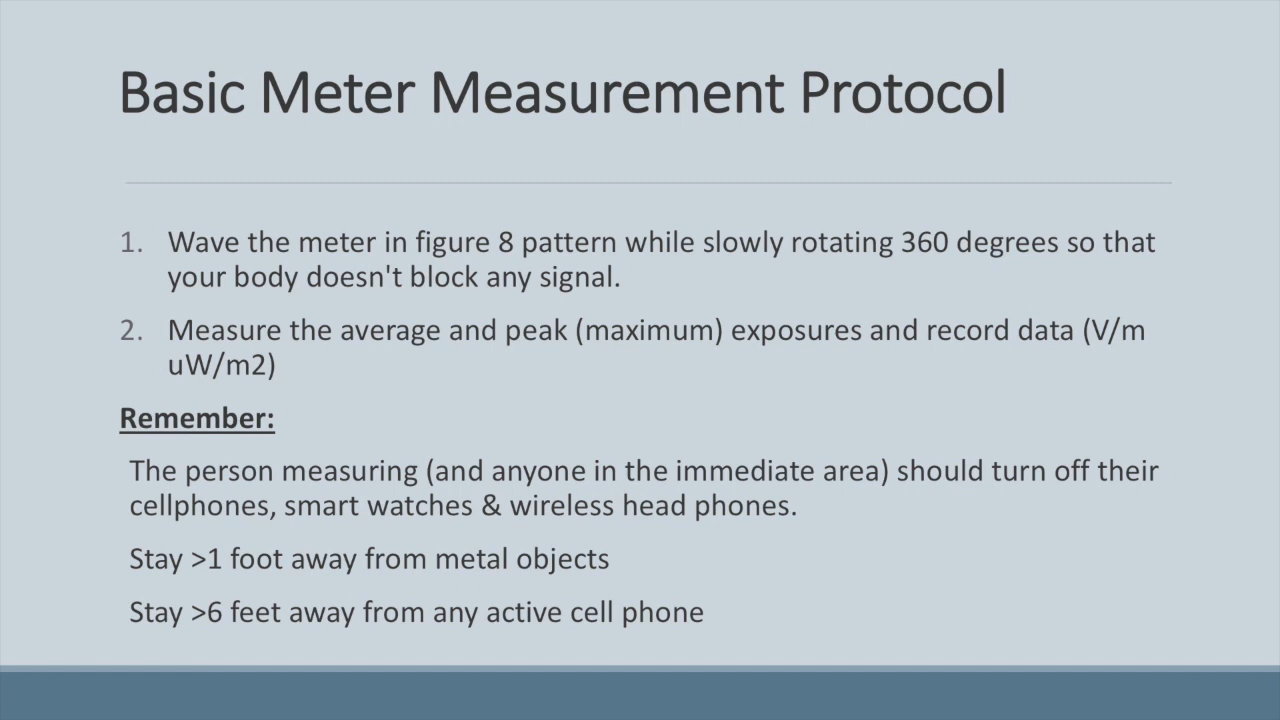 Basic Meter Measurement Protocol
1. Wave the meter in figure 8 pattern while slowly rotating 360 degrees so that
your body doesn't block any signal.
2. Measure the average and peak (maximum) exposures and record data (V/m
uW/m2)
Remember:
The person measuring (and anyone in the immediate area) should turn off their
cellphones, smart watches & wireless head phones.
Stay >1 foot away from metal objects
Stay >6 feet away from any active cell phone